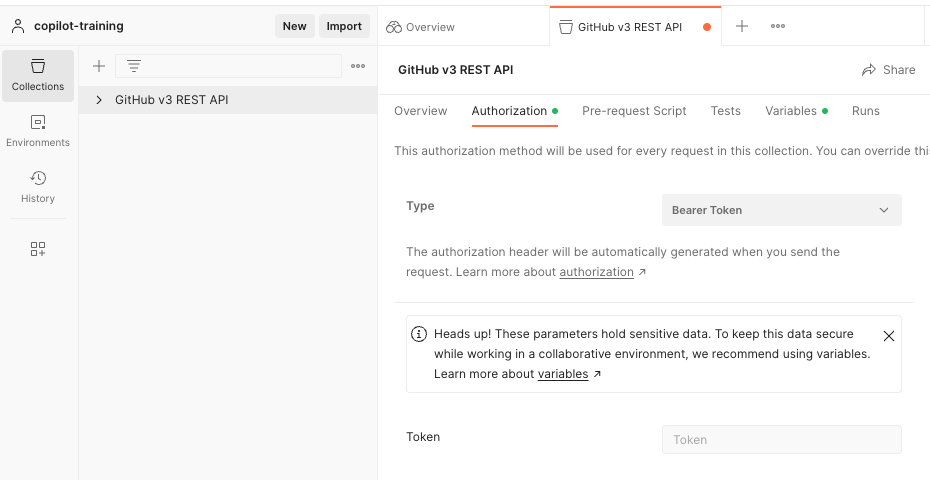 copilot-training
New
Import
Overview
GitHub v3 REST API
Collections
Environments
History
GitHub v3 REST API
GitHub v3 REST API
Share
Overview
Authorization
Pre-request Script
Tests
Variables
Runs
This authorization method will be used for every request in this collection. You can override this
Type
Bearer Token
The authorization header will be automatically generated when you send the
request. Learn more about authorization ↗
Heads up! These parameters hold sensitive data. To keep this data secure
while working in a collaborative environment, we recommend using variables.
Learn more about variables ↗
Token
Token